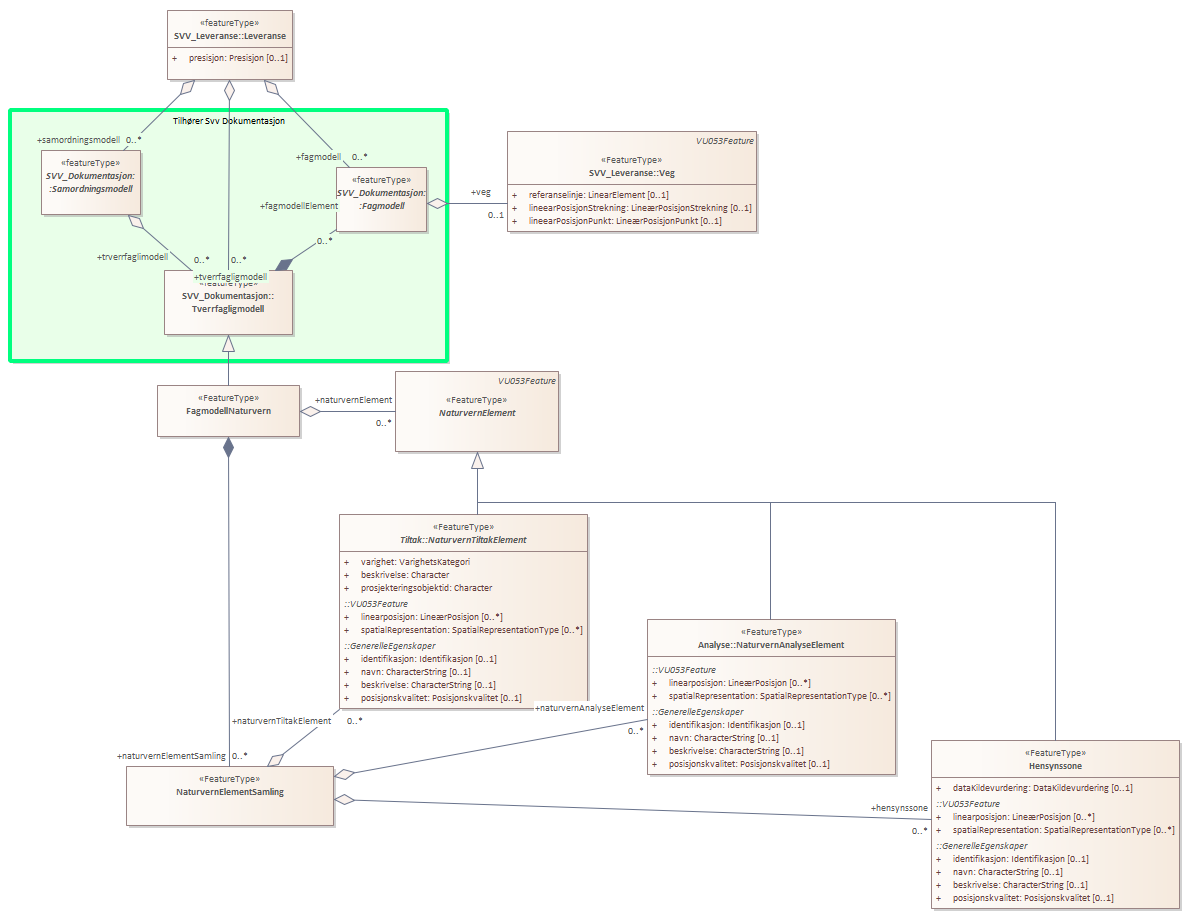 «featureType»
SVV_Leveranse::Leveranse
+ presisjon: Presisjon [0..1]
Tilhører Svv Dokumentasjon
+samordningsmodell 0..*
«featureType»
SVV_Dokumentasjon:
:Samordningsmodell
+fagmodell 0..*
«featureType»
SVV_Dokumentasjon:
:Fagmodell
+fagmodellElement
0..*
+veg
0..1
VU053Feature
«FeatureType»
SVV_Leveranse::Veg
+ referanselinje: LinearElement [0..1]
+ lineearPosisjonStrekning: LineærPosisjonStrekning [0..1]
+ lineearPosisjonPunkt: LineærPosisjonPunkt [0..1]
+trverrfaglimodell
0..*
0..*
+tverrfagligmodell
«featureType»
SVV_Dokumentasjon::
Tverrfagligmodell
«FeatureType»
FagmodellNaturvern
+naturvernElement
0..*
VU053Feature
«FeatureType»
NaturvernElement
«FeatureType»
Tiltak::NaturvernTiltakElement
+ varighet: VarighetsKategori
+ beskrivelse: Character
+ prosjekteringsobjektid: Character
::VU053Feature
+ linearposisjon: LineærPosisjon [0..*]
+ spatialRepresentation: SpatialRepresentationType [0..*]
::GenerelleEgenskaper
+ identifikasjon: Identifikasjon [0..1]
+ navn: CharacterString [0..1]
+ beskrivelse: CharacterString [0..1]
+ posisjonskvalitet: Posisjonskvalitet [0..1]
«FeatureType»
Analyse::NaturvernAnalyseElement
::VU053Feature
+ linearposisjon: LineærPosisjon [0..*]
+ spatialRepresentation: SpatialRepresentationType [0..*]
::GenerelleEgenskaper
+ identifikasjon: Identifikasjon [0..1]
+ navn: CharacterString [0..1]
+ beskrivelse: CharacterString [0..1]
+ posisjonskvalitet: Posisjonskvalitet [0..1]
+naturvernAnalyseElement
0..*
+naturvernTiltakElement 0..*
+naturvernElementSamling 0..*
«FeatureType»
NaturvernElementSamling
+hensynssone
0..*
«FeatureType»
Hensynssone
+ dataKildevurdering: DataKildevurdering [0..1]
::VU053Feature
+ linearposisjon: LineærPosisjon [0..*]
+ spatialRepresentation: SpatialRepresentationType [0..*]
::GenerelleEgenskaper
+ identifikasjon: Identifikasjon [0..1]
+ navn: CharacterString [0..1]
+ beskrivelse: CharacterString [0..1]
+ posisjonskvalitet: Posisjonskvalitet [0..1]